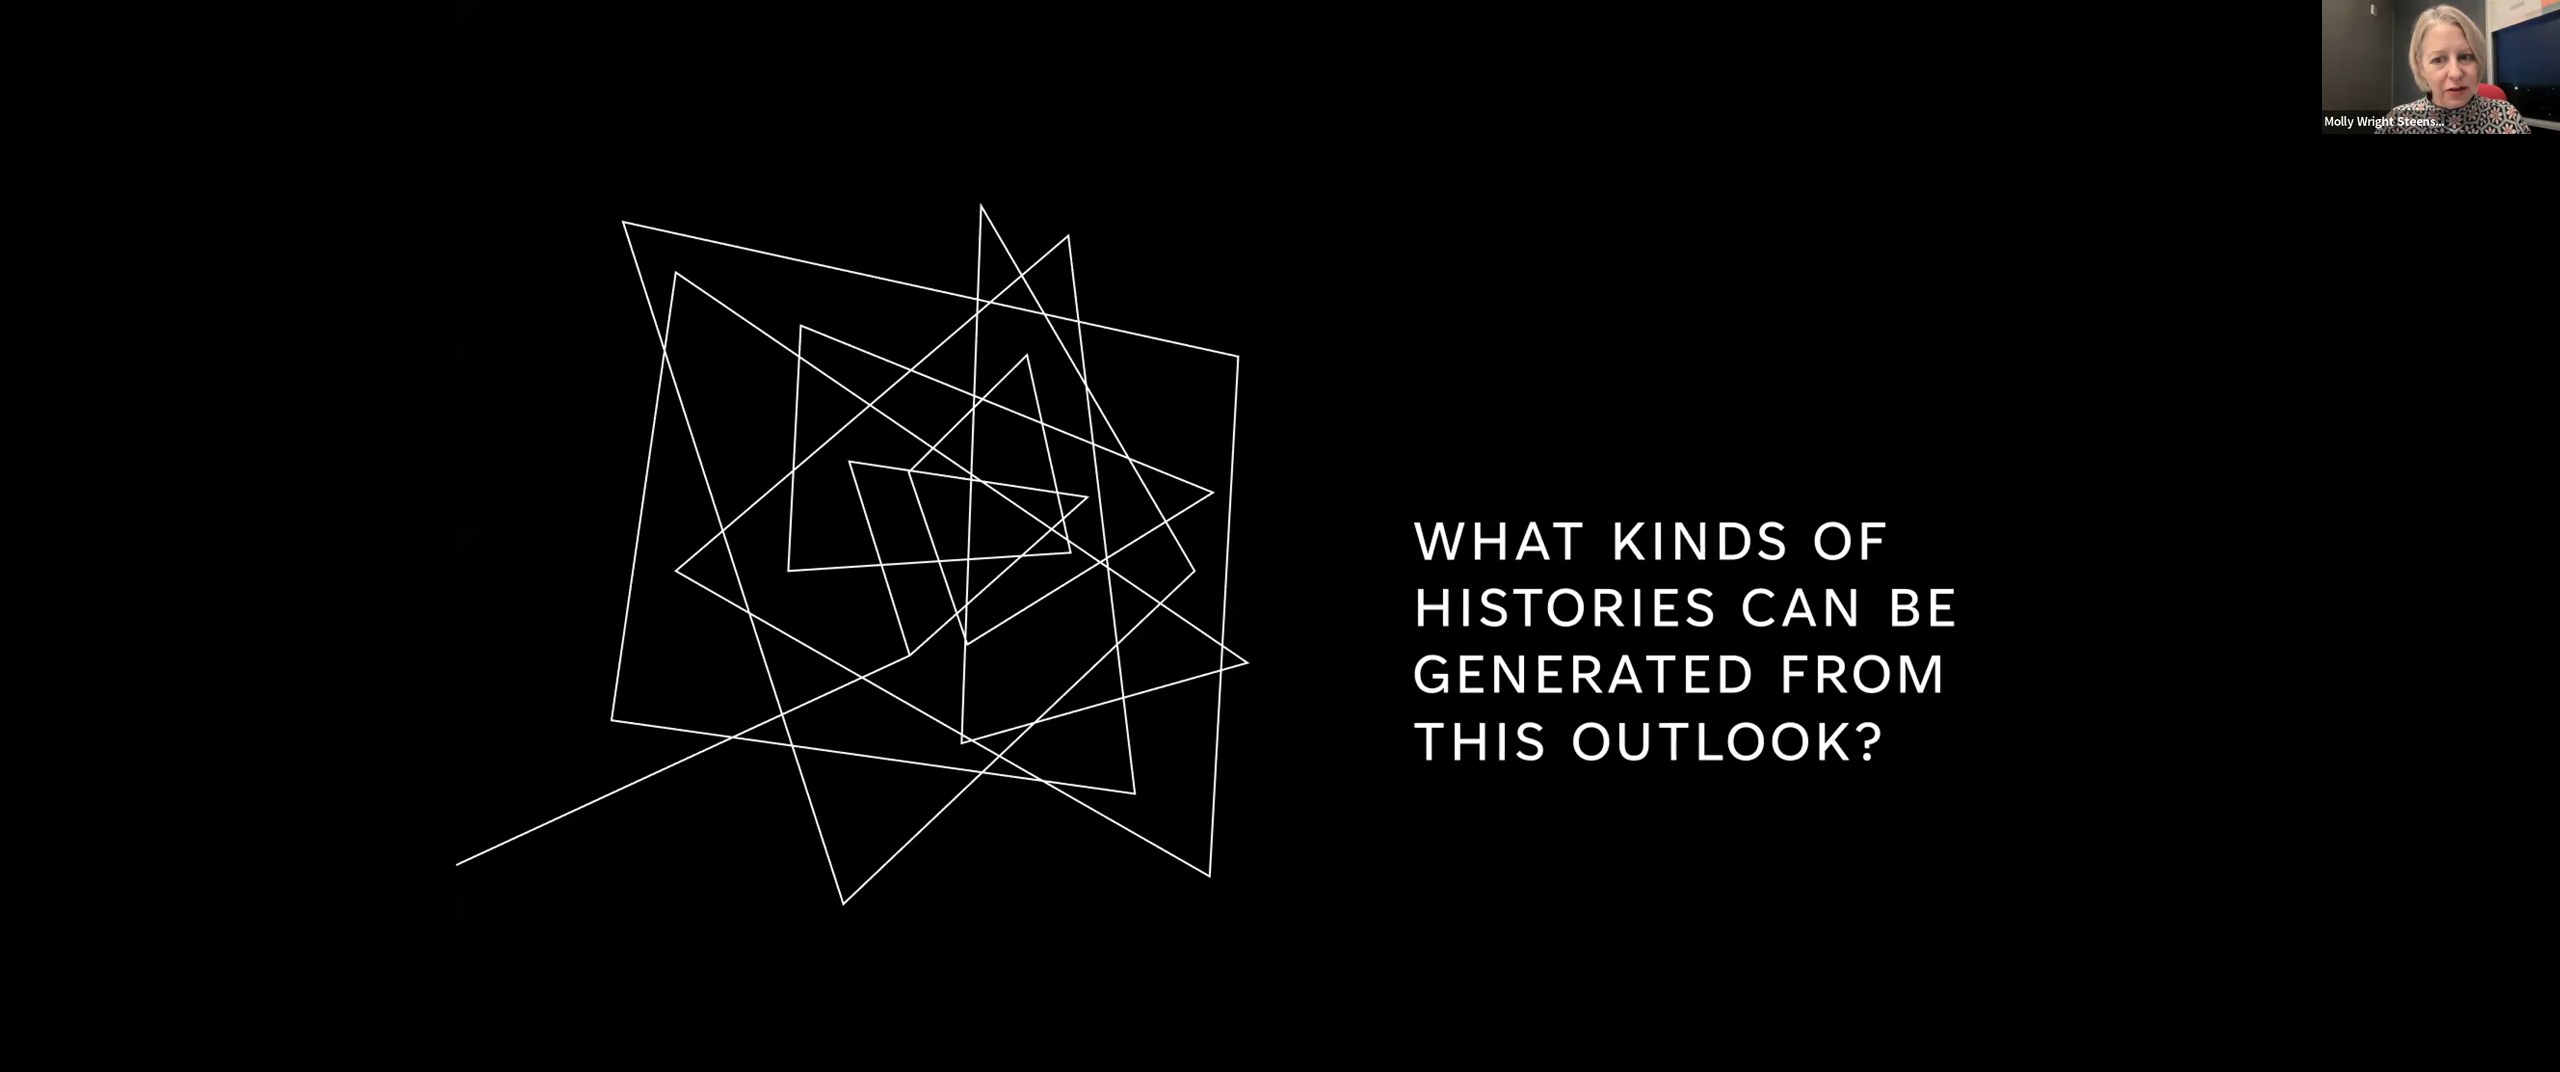 Molly Wright Steens...
WHAT KINDS OF
HISTORIES CAN BE
GENERATED FROM
THIS OUTLOOK?